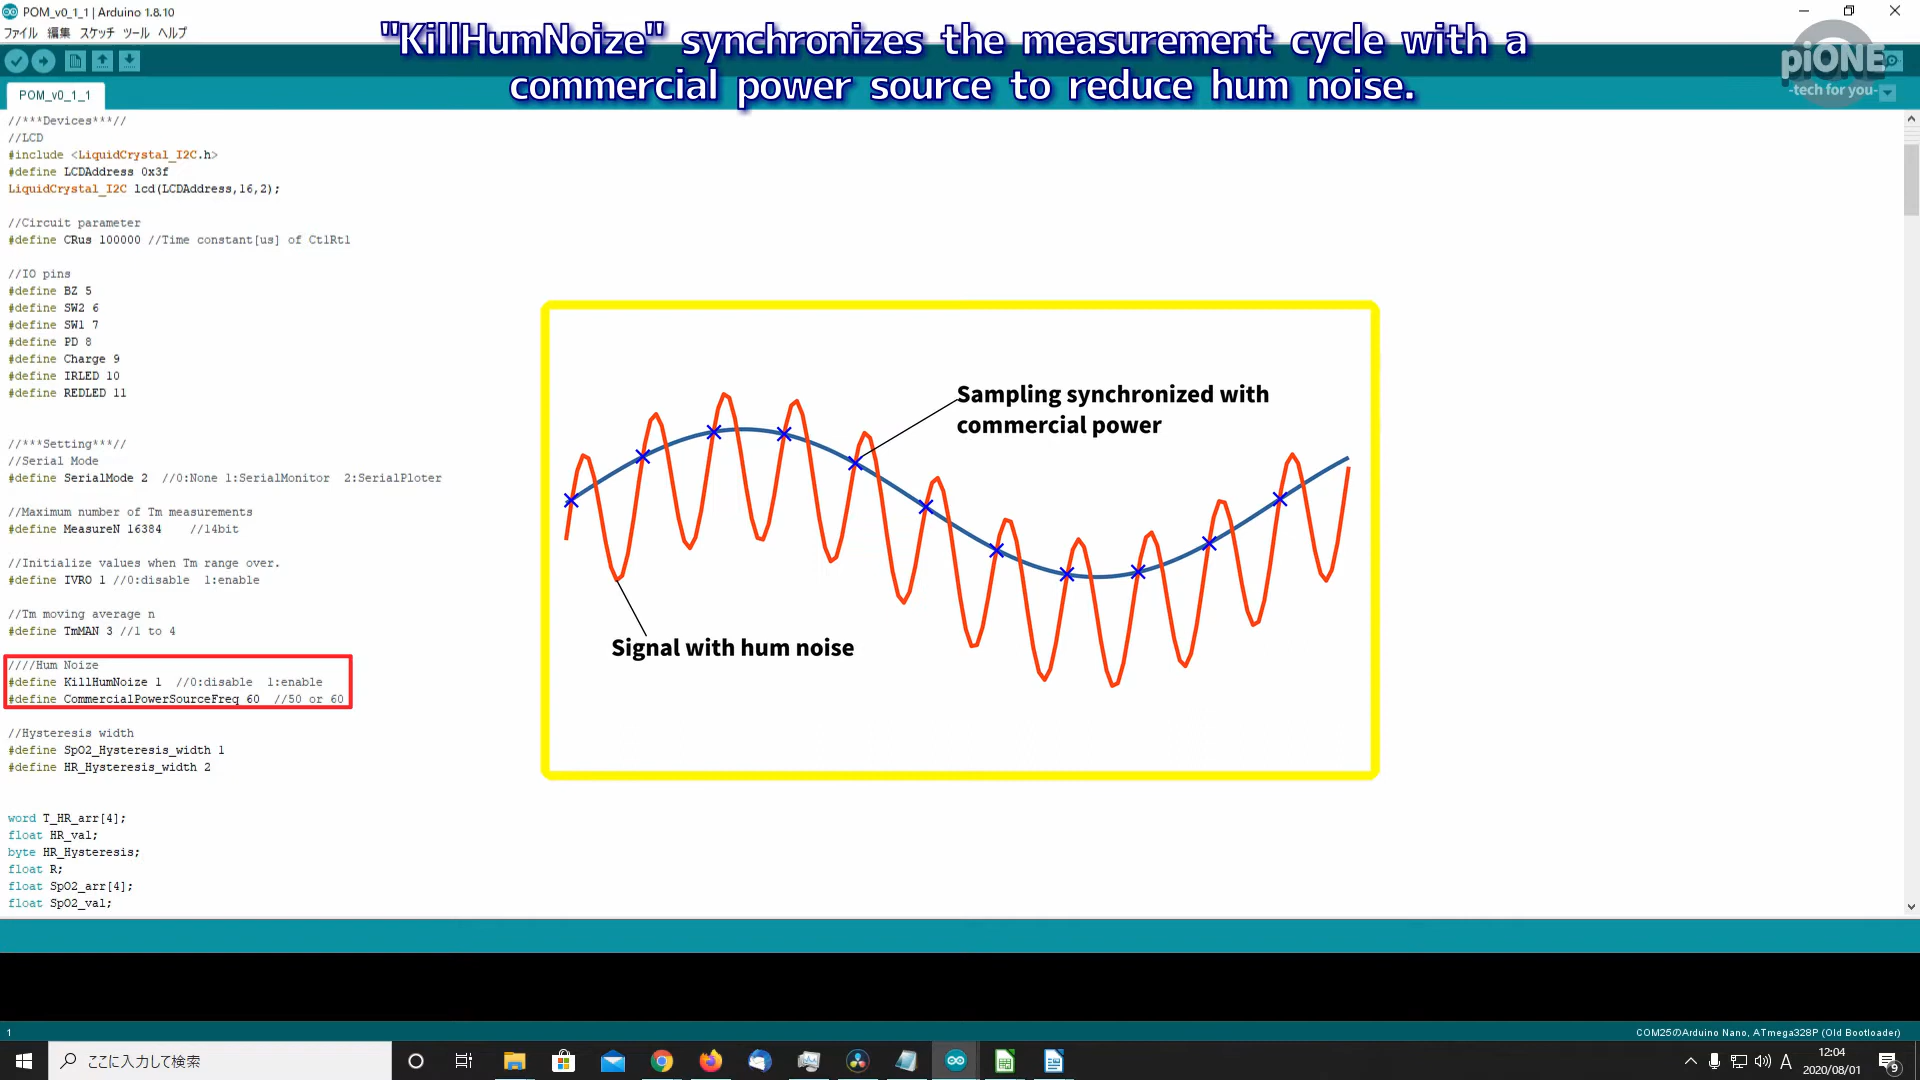 POM_v0_1_1 | Arduino 1.8.10
ファイル 編集 スケッチ ツール ヘルプ
"KillHumNoize" synchronizes the measurement cycle with a
commercial power source to reduce hum noise.
piONE
-tech for you-
POM_v0_1_1
//***Devices***//
//LCD
#include <LiquidCrystal_I2C.h>
#define LCDAddress 0x3f
LiquidCrystal_I2C lcd(LCDAddress,16,2);
//Circuit parameter
#define CRus 100000 //Time constant[us] of Ct1Rt1
//IO pins
#define BZ 5
#define SW2 6
#define SW1 7
#define PD 8
#define Charge 9
#define IRLED 10
#define REDLED 11
//***Setting***//
//Serial Mode
#define SerialMode 2 //0:None 1:SerialMonitor 2:SerialPloter
//Maximum number of Tm measurements
#define MeasureN 16384 //14bit
//Initialize values when Tm range over.
#define IVRO 1 //0:disable 1:enable
//Tm moving average n
#define TmMAN 3 //1 to 4
////Hum Noize
#define KillHumNoize 1 //0:disable 1:enable
#define CommercialPowerSourceFreq 60 //50 or 60
//Hysteresis width
#define SpO2_Hysteresis_width 1
#define HR_Hysteresis_width 2
word T_HR_arr[4];
float HR_val;
byte HR_Hysteresis;
float R;
float SpO2_arr[4];
float SpO2_val;
Sampling synchronized with
commercial power
Signal with hum noise
1
COM25のArduino Nano, ATmega328P (Old Bootloader)
ここに入力して検索
A
12:04
2020/08/01
9